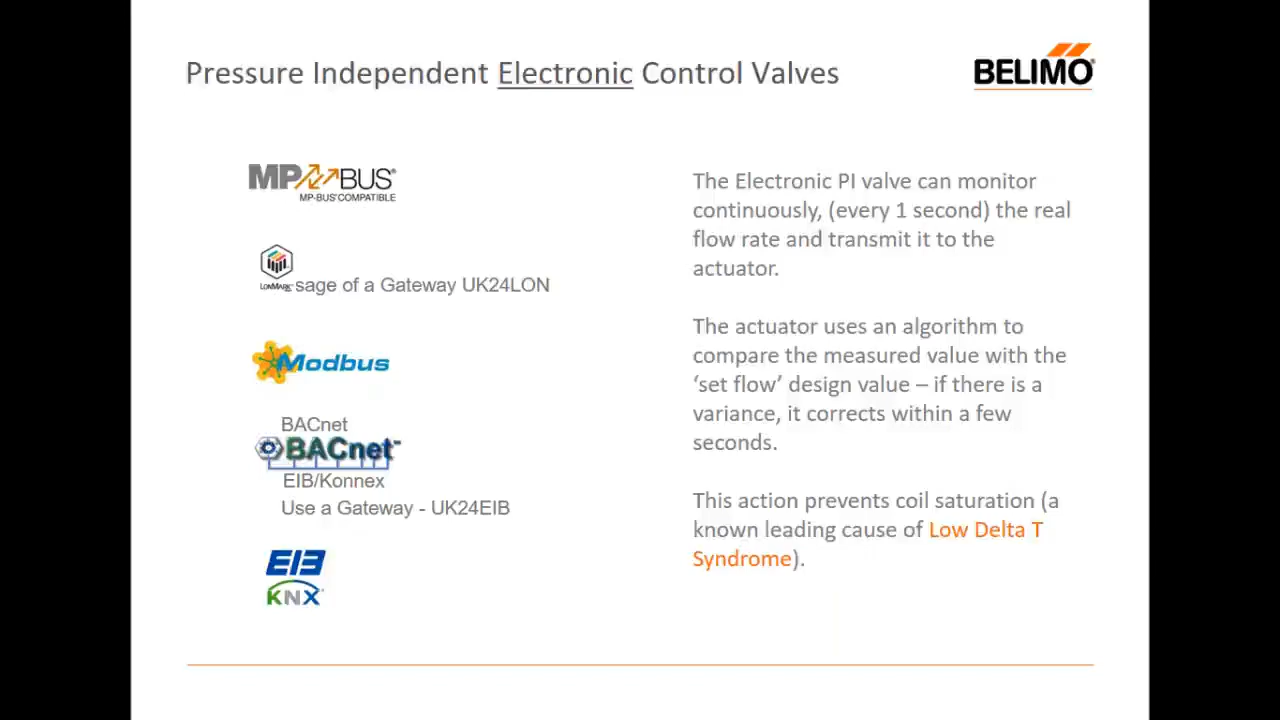 Pressure Independent Electronic Control Valves
BELIMO
MP BUS®
MP-BUS® COMPATIBLE
LONMARK
sage of a Gateway UK24LON
Modbus
BACnet
BACnet™
EIB/Konnex
Use a Gateway - UK24EIB
EIB
KNX
The Electronic PI valve can monitor
continuously, (every 1 second) the real
flow rate and transmit it to the
actuator.
The actuator uses an algorithm to
compare the measured value with the
‘set flow’ design value – if there is a
variance, it corrects within a few
seconds.
This action prevents coil saturation (a
known leading cause of Low Delta T
Syndrome).